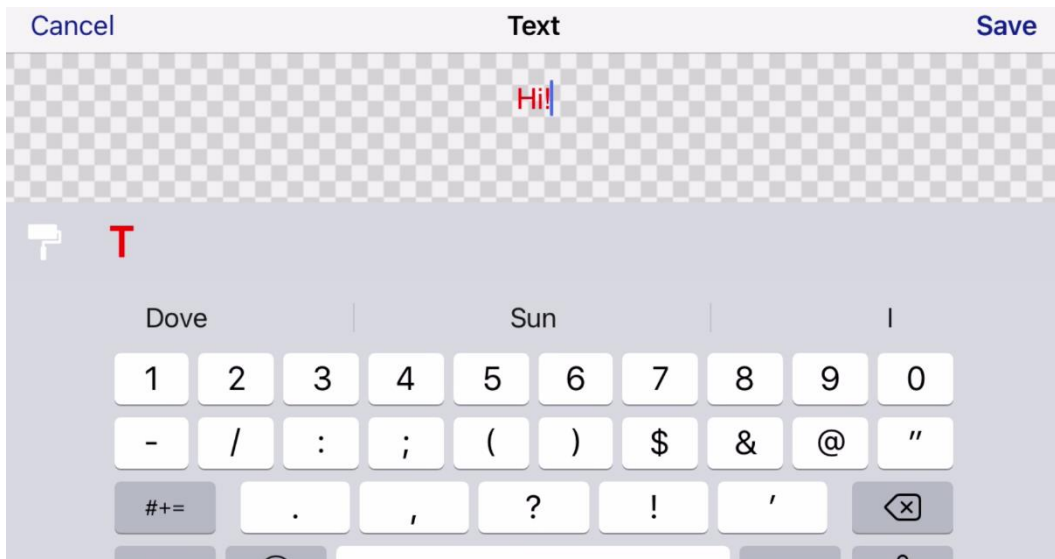 Cancel Text Save
Hi!
T
Dove Sun I
1 2 3 4 5 6 7 8 9 0
- / : ; ( ) $ & @ "
#+= . , ? ! '